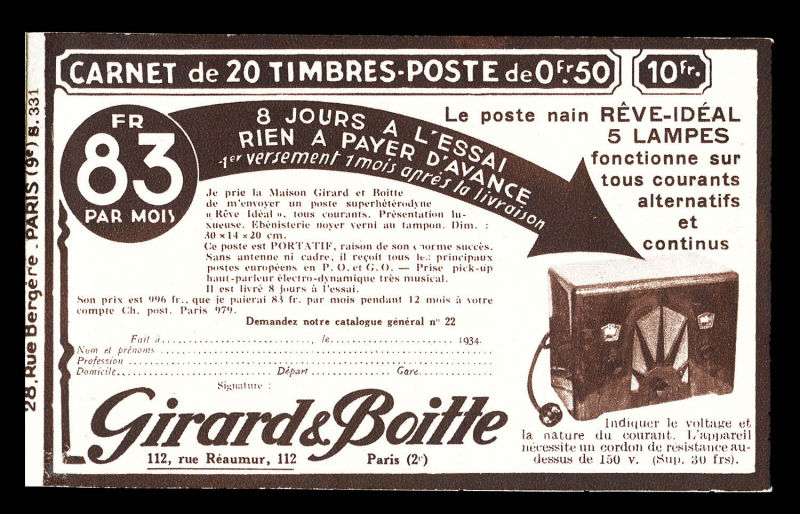 CARNET de 20 TIMBRES-POSTE de 0Fr.50
10Fr.
28, Rue Bergère . PARIS (9e) S. 331
FR
83
PAR MOIS
8 JOURS A L'ESSAI
RIEN A PAYER D'AVANCE
-1er versement 1 mois après la livraison
Le poste nain RÊVE-IDÉAL
5 LAMPES
fonctionne sur
tous courants
alternatifs
et
continus
Je prie la Maison Girard et Boitte
de m'envoyer un poste superhétérodyne
« Rêve Idéal », tous courants. Présentation lu-
xueuse. Ebénisterie noyer verni au tampon. Dim. :
40×14×20 cm.
Ce poste est PORTATIF, raison de son énorme succès.
Sans antenne ni cadre, il reçoit tous les principaux
postes européens en P. O. et G. O. — Prise pick-up
haut-parleur électro-dynamique très musical.
Il est livré 8 jours à l'essai.
Son prix est 996 fr., que je paierai 83 fr. par mois pendant 12 mois à votre
compte Ch. post. Paris 979.
Demandez notre catalogue général n° 22
Fait à..............................., le............................ 1934.
Nom et prénoms
Profession
Domicile............................ Départ.................... Gare....................
Signature :
Girard & Boitte
112, rue Réaumur, 112 Paris (2e)
Indiquer le voltage et
la nature du courant. L'appareil
nécessite un cordon de résistance au-
dessus de 150 v. (Sup. 30 frs).